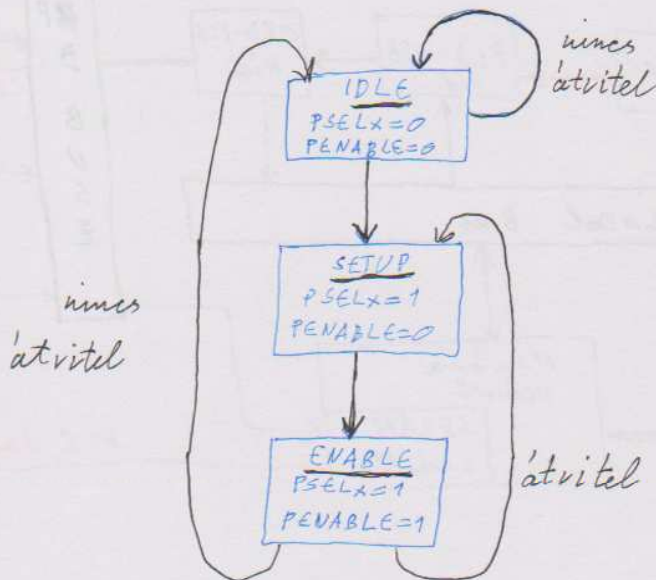 IDLE
PSELx=0
PENABLE=0
nincs
átvitel
SETUP
PSELx=1
PENABLE=0
nincs
átvitel
ENABLE
PSELx=1
PENABLE=1
átvitel